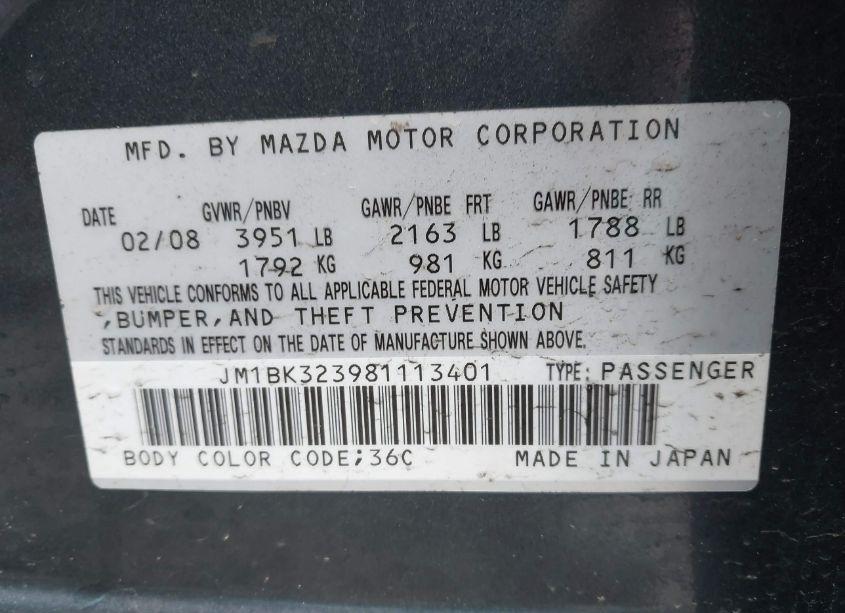 MFD. BY MAZDA MOTOR CORPORATION
DATE GVWR/PNBV GAWR/PNBE FRT GAWR/PNBE RR
02/08 3951 LB 2163 LB 1788 LB
1792 KG 981 KG 811 KG
THIS VEHICLE CONFORMS TO ALL APPLICABLE FEDERAL MOTOR VEHICLE SAFETY
,BUMPER,AND THEFT PREVENTION
STANDARDS IN EFFECT ON THE DATE OF MANUFACTURE SHOWN ABOVE.
JM1BK323981113401 TYPE: PASSENGER
BODY COLOR CODE;36C MADE IN JAPAN